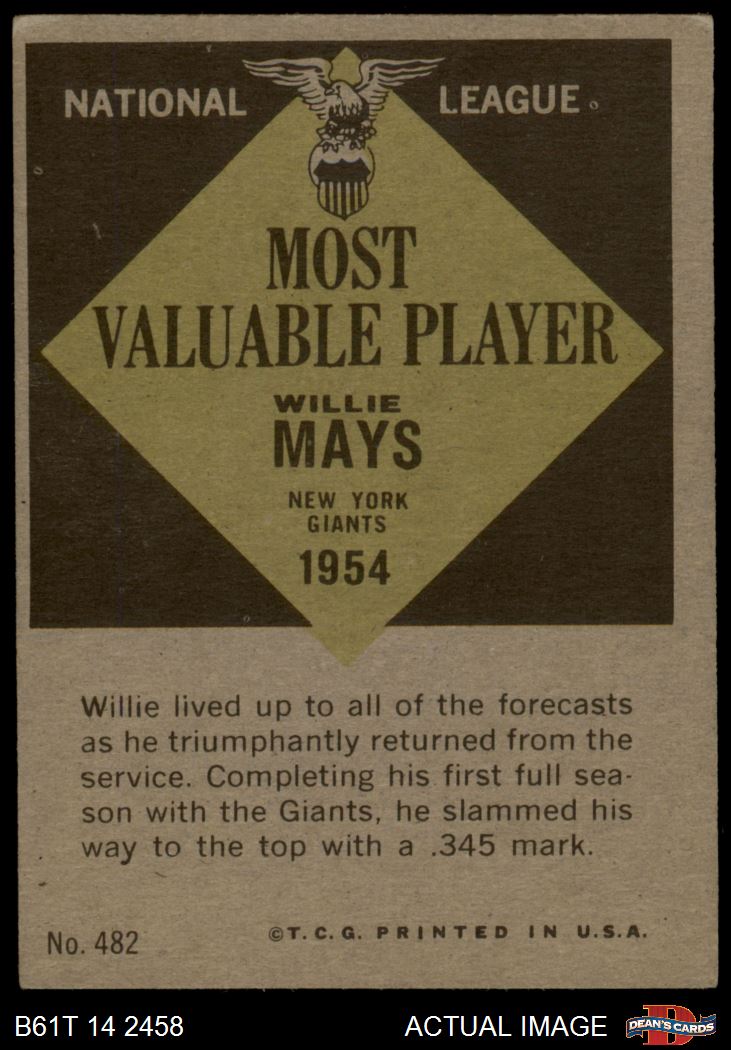 NATIONAL LEAGUE
MOST
VALUABLE PLAYER
WILLIE
MAYS
NEW YORK
GIANTS
1954
Willie lived up to all of the forecasts
as he triumphantly returned from the
service. Completing his first full sea-
son with the Giants, he slammed his
way to the top with a .345 mark.
No. 482 ©T.C.G. PRINTED IN U.S.A.
B61T 14 2458 ACTUAL IMAGE D DEAN'S CARDS